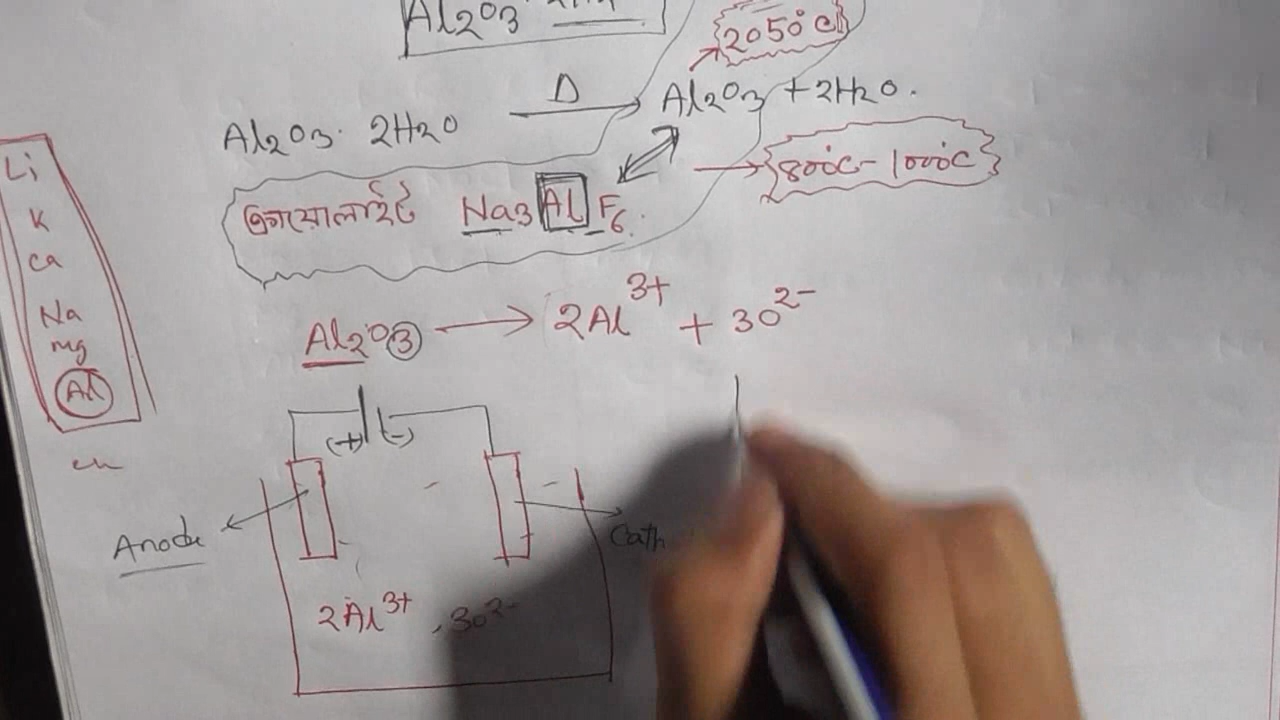 Al₂O₃
2050°C
Al₂O₃· 2H₂O —Δ→ Al₂O₃ + 2H₂O.
800°C - 1000°C
ক্রায়োলাইট Na₃AlF₆.
Li
K
Ca
Na
Mg
Al
Al₂O₃ → 2Al³⁺ + 3O²⁻
(+) (-)
Anode
Cath
2Al³⁺, 3O²⁻